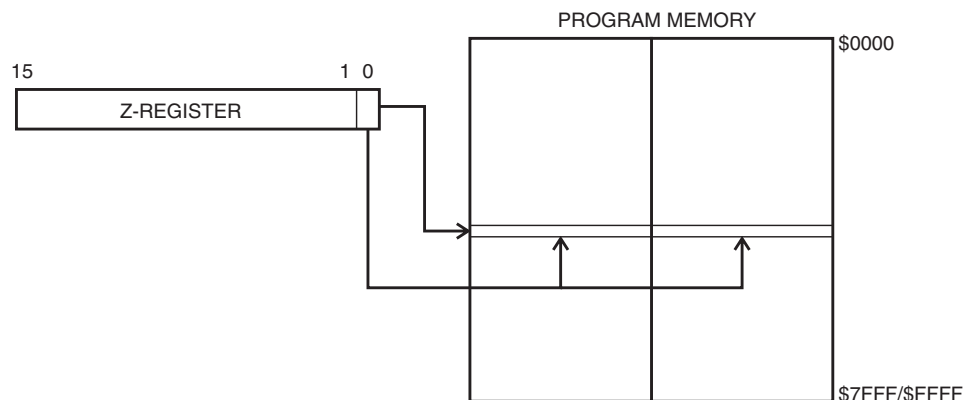 PROGRAM MEMORY
$0000
15 1 0
Z-REGISTER
$7FFF/$FFFF